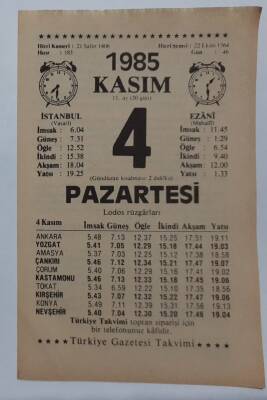 Hicrî Kamerî : 21 Safer 1406
Hızır : 183
1985
KASIM
11. ay (30 gün)
Hicrî Şemsî : 22 Ekim 1364
Gün : 46
İSTANBUL
(Vasatî)
İmsak : 6.04
Güneş : 7.31
Öğle : 12.52
İkindi : 15.38
Akşam : 18.04
Yatsı : 19.25
4
EZÂNÎ
(Mahallî)
İmsak : 11.45
Güneş : 1.29
Öğle : 6.54
İkindi : 9.40
Akşam : 12.00
Yatsı : 1.33
(Gündüzün kısalması: 2 dakika)
PAZARTESİ
Lodos rüzgârları
4 Kasım İmsak Güneş Öğle İkindi Akşam Yatsı
ANKARA 5.48 7.13 12.37 15.25 17.51 19.11
YOZGAT 5.41 7.05 12.29 15.18 17.44 19.03
AMASYA 5.37 7.03 12.25 15.12 17.38 18.58
ÇANKIRI 5.46 7.12 12.34 15.21 17.47 19.07
ÇORUM 5.40 7.06 12.29 15.16 17.41 19.02
KASTAMONU 5.46 7.13 12.33 15.18 17.45 19.06
TOKAT 5.34 6.59 12.22 15.10 17.35 18.55
KIRŞEHİR 5.43 7.07 12.32 15.22 17.47 19.06
KONYA 5.49 7.11 12.39 15.31 17.56 19.13
NEVŞEHİR 5.40 7.04 12.30 15.20 17.45 19.04
Türkiye Takvimi toptan siparişi için
bir telefonunuz kâfidir.
Türkiye Gazetesi Takvimi